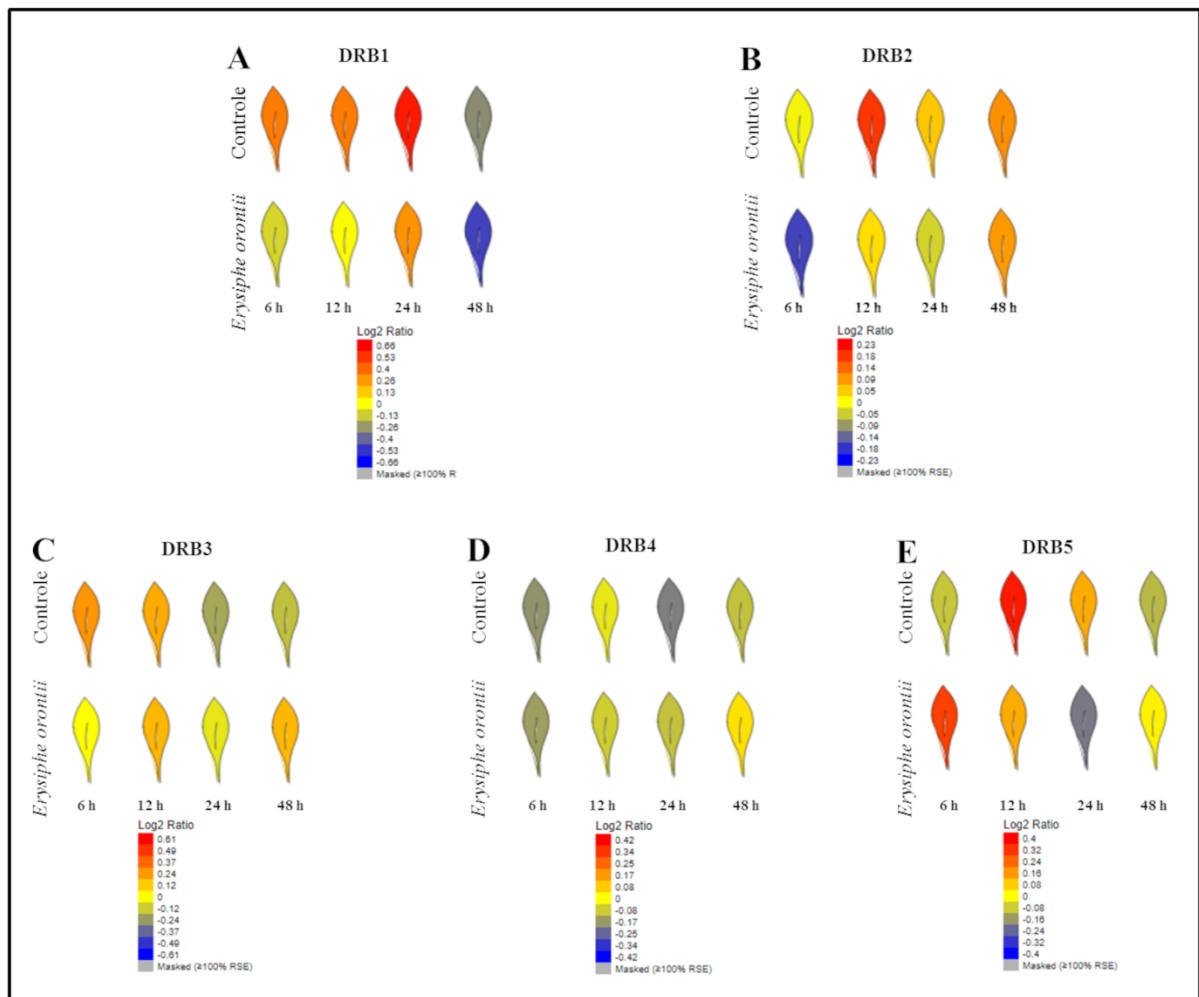 A
DRB1
Controle
Erysiphe orontii
6 h 12 h 24 h 48 h
Log2 Ratio
0.66
0.53
0.4
0.26
0.13
0
-0.13
-0.26
-0.4
-0.53
-0.66
Masked (≥100% R
B
DRB2
Controle
Erysiphe orontii
6 h 12 h 24 h 48 h
Log2 Ratio
0.23
0.18
0.14
0.09
0.05
0
-0.05
-0.09
-0.14
-0.18
-0.23
Masked (≥100% RSE)
C
DRB3
Controle
Erysiphe orontii
6 h 12 h 24 h 48 h
Log2 Ratio
0.61
0.49
0.37
0.24
0.12
0
-0.12
-0.24
-0.37
-0.49
-0.61
Masked (≥100% RSE)
D
DRB4
Controle
Erysiphe orontii
6 h 12 h 24 h 48 h
Log2 Ratio
0.42
0.34
0.25
0.17
0.08
0
-0.08
-0.17
-0.25
-0.34
-0.42
Masked (≥100% RSE)
E
DRB5
Controle
Erysiphe orontii
6 h 12 h 24 h 48 h
Log2 Ratio
0.4
0.32
0.24
0.16
0.08
0
-0.08
-0.16
-0.24
-0.32
-0.4
Masked (≥100% RSE)